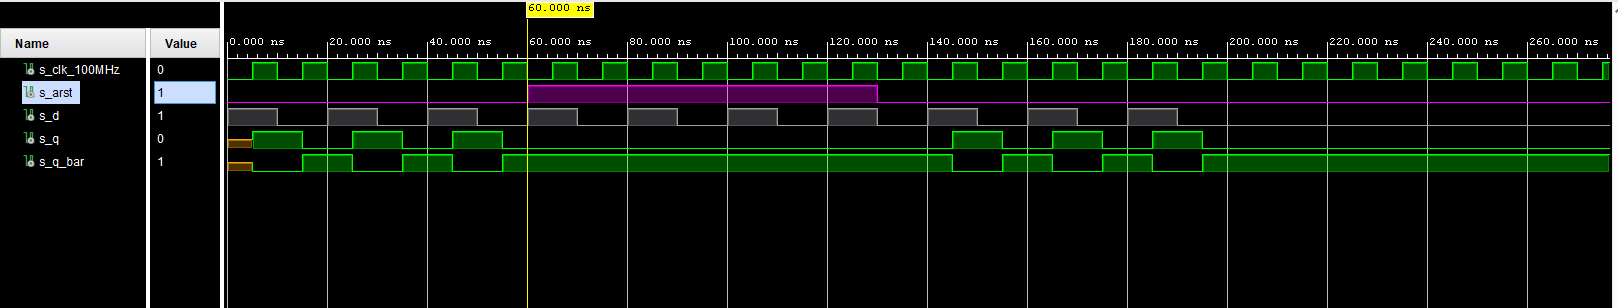 60.000 ns
Name Value
0.000 ns 20.000 ns 40.000 ns 60.000 ns 80.000 ns 100.000 ns 120.000 ns 140.000 ns 160.000 ns 180.000 ns 200.000 ns 220.000 ns 240.000 ns 260.000 ns
s_clk_100MHz 0
s_arst 1
s_d 1
s_q 0
s_q_bar 1